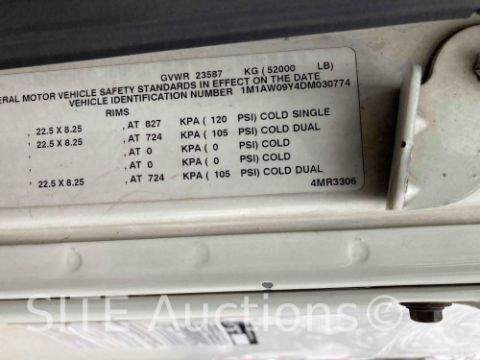 GVWR 23587 KG ( 52000 LB)
ERAL MOTOR VEHICLE SAFETY STANDARDS IN EFFECT ON THE DATE
VEHICLE IDENTIFICATION NUMBER 1M1AW09Y4DM030774
RIMS
, 22.5 X 8.25 , AT 827 KPA ( 120 PSI) COLD SINGLE
, 22.5 X 8.25 , AT 724 KPA ( 105 PSI) COLD DUAL
, , AT 0 KPA ( 0 PSI) COLD
, , AT 0 KPA ( 0 PSI) COLD
, 22.5 X 8.25 , AT 724 KPA ( 105 PSI) COLD DUAL
4MR3306
SITE Auctions.com